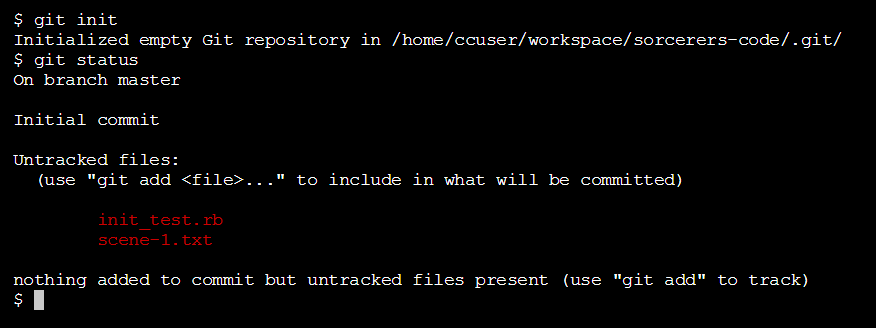 $ git init
Initialized empty Git repository in /home/ccuser/workspace/sorcerers-code/.git/
$ git status
On branch master
Initial commit
Untracked files:
(use "git add <file>..." to include in what will be committed)
init_test.rb
scene-1.txt
nothing added to commit but untracked files present (use "git add" to track)
$